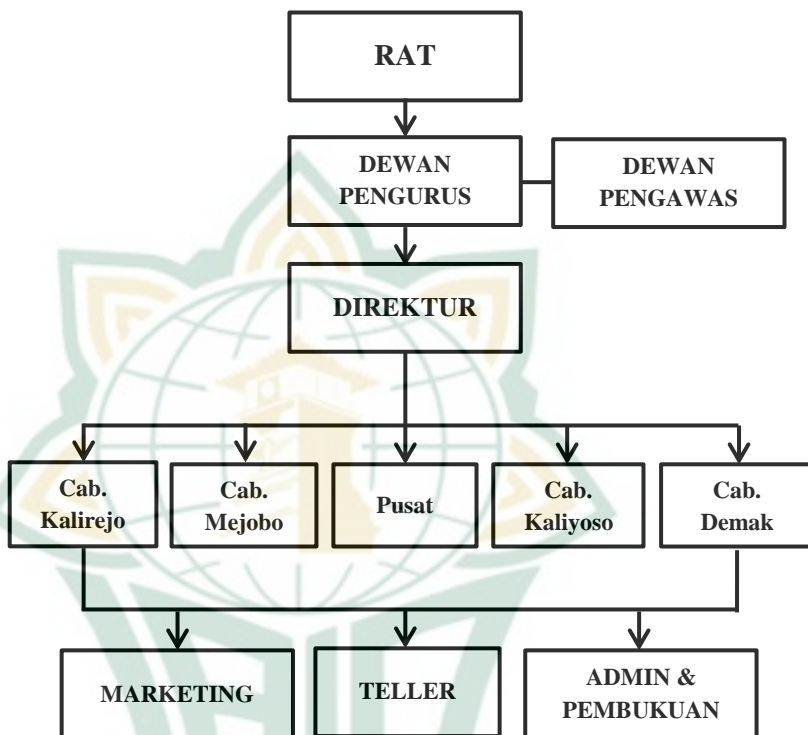 RAT
DEWAN
PENGURUS
DEWAN
PENGAWAS
DIREKTUR
Cab.
Kalirejo
Cab.
Mejobo
Pusat
Cab.
Kaliyoso
Cab.
Demak
MARKETING
TELLER
ADMIN &
PEMBUKUAN